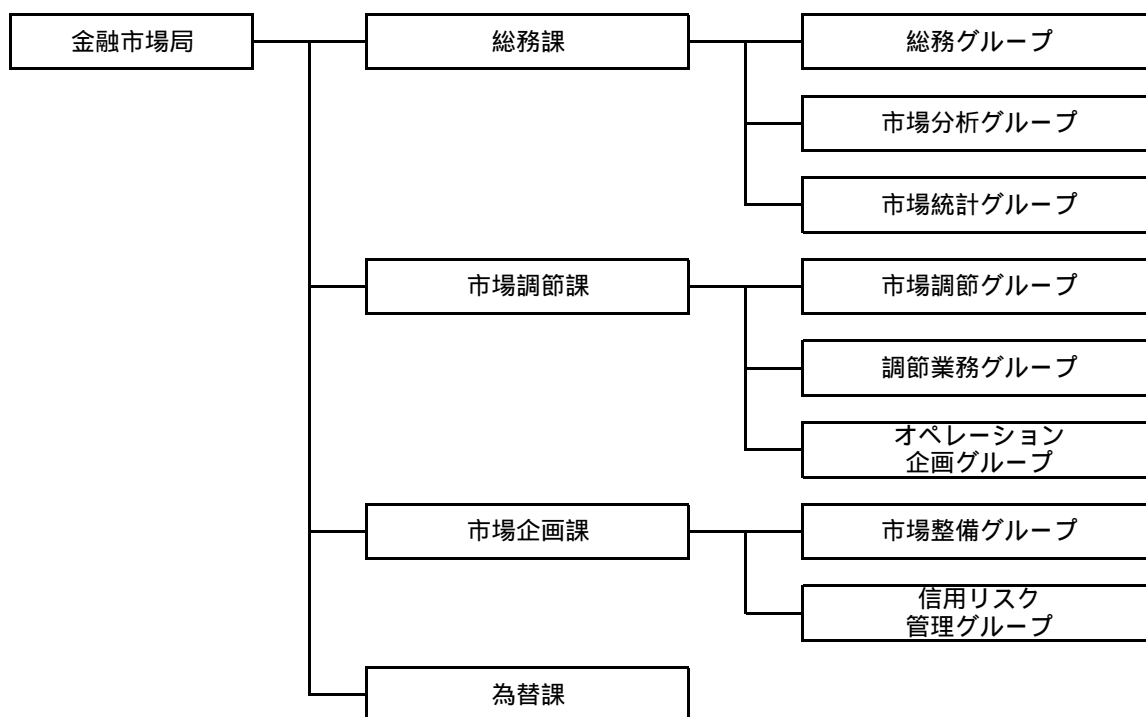 金融市場局
総務課
総務グループ
市場分析グループ
市場統計グループ
市場調節課
市場調節グループ
調節業務グループ
オペレーション
企画グループ
市場企画課
市場整備グループ
信用リスク
管理グループ
為替課